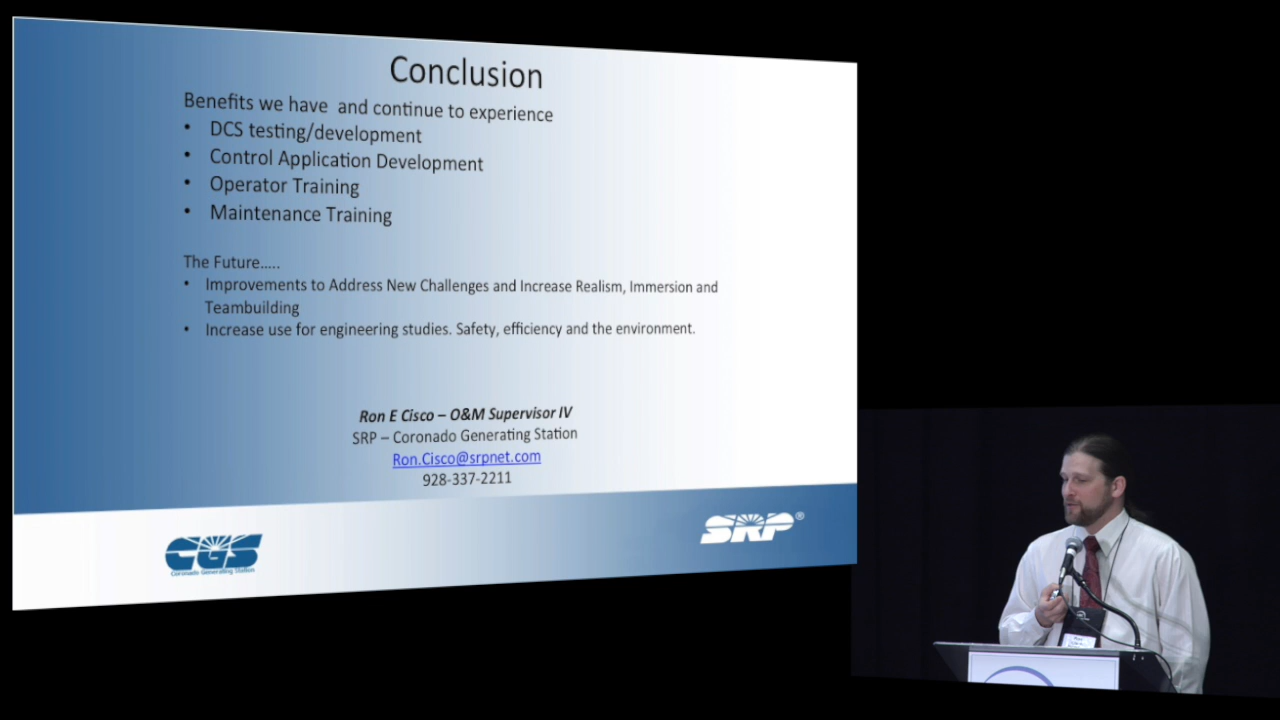 Conclusion
Benefits we have and continue to experience
• DCS testing/development
• Control Application Development
• Operator Training
• Maintenance Training
The Future.....
• Improvements to Address New Challenges and Increase Realism, Immersion and
Teambuilding
• Increase use for engineering studies. Safety, efficiency and the environment.
Ron E Cisco – O&M Supervisor IV
SRP – Coronado Generating Station
Ron.Cisco@srpnet.com
928-337-2211
CGS
Coronado Generating Station
SRP®